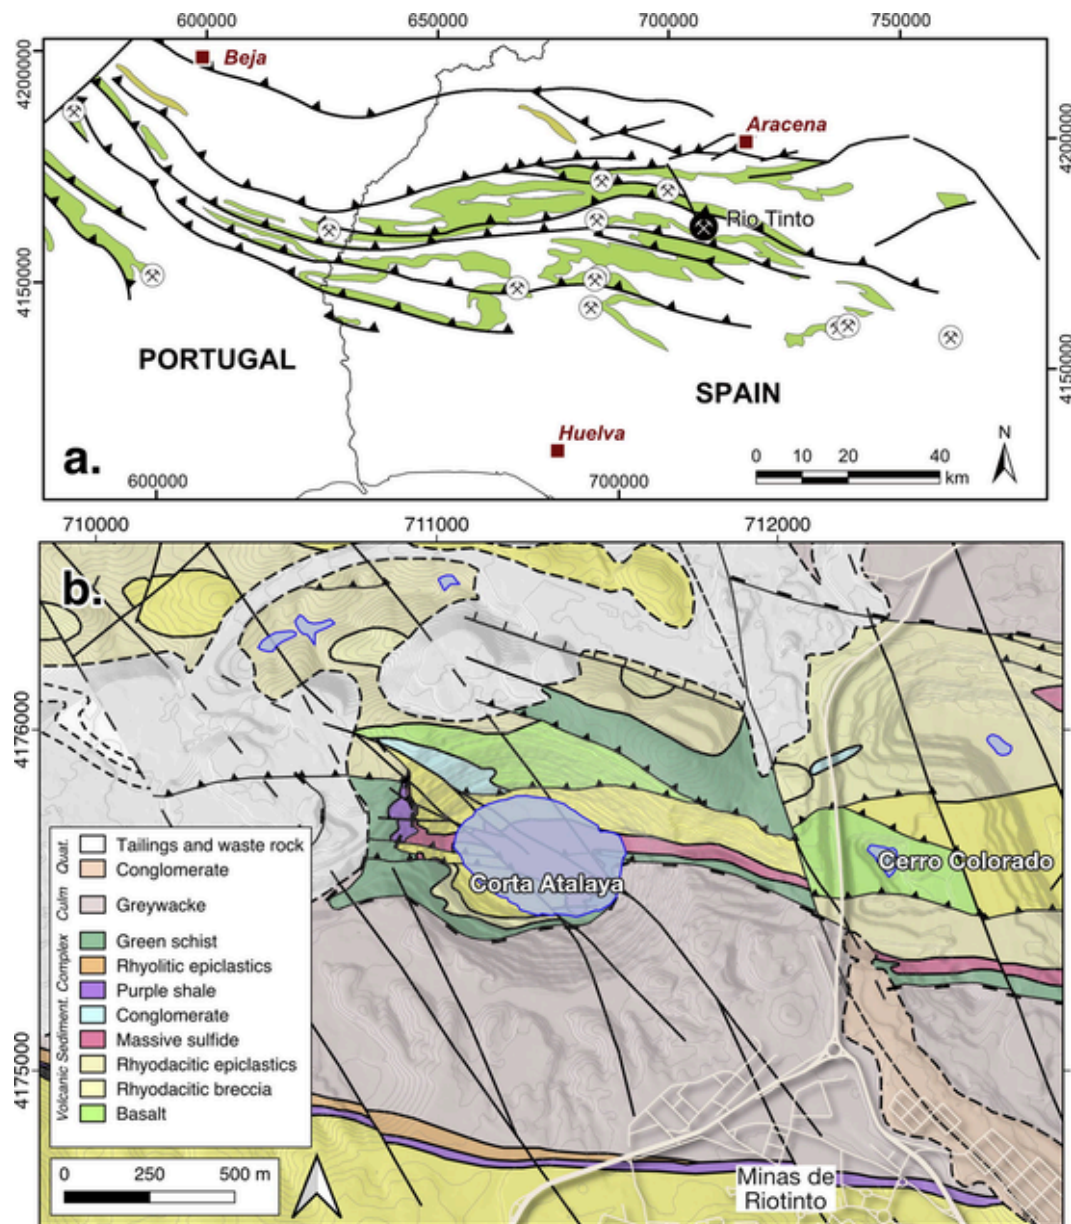 600000 650000 700000 750000
4200000
Beja
Aracena
4200000
Rio Tinto
4150000
PORTUGAL
SPAIN
4150000
Huelva
N
0 10 20 40
km
a.
600000 700000
710000 711000 712000
b.
4176000
Corta Atalaya
Cerro Colorado
Quat.
Tailings and waste rock
Conglomerate
Culm
Greywacke
Volcanic Sediment. Complex
Green schist
Rhyolitic epiclastics
Purple shale
Conglomerate
Massive sulfide
Rhyodacitic epiclastics
Rhyodacitic breccia
Basalt
4175000
0 250 500 m
Minas de
Riotinto